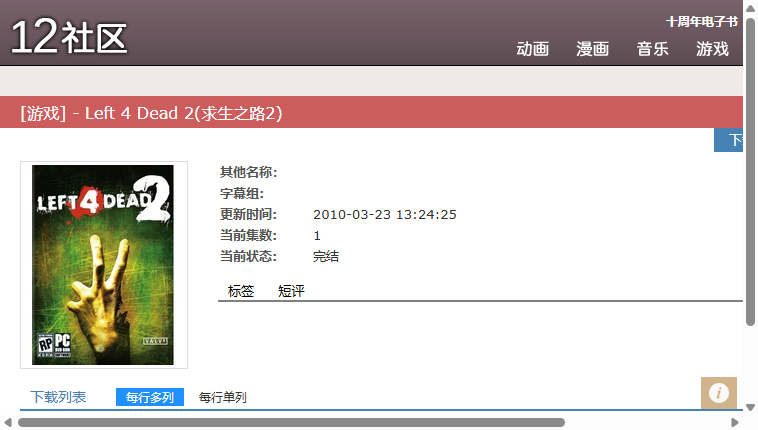 12社区
十周年电子书
动画 漫画 音乐 游戏
[游戏] - Left 4 Dead 2(求生之路2)
LEFT 4 DEAD 2
RP PC
VALVE
其他名称:
字幕组:
更新时间: 2010-03-23 13:24:25
当前集数: 1
当前状态: 完结
标签 短评
下载列表 每行多列 每行单列
i